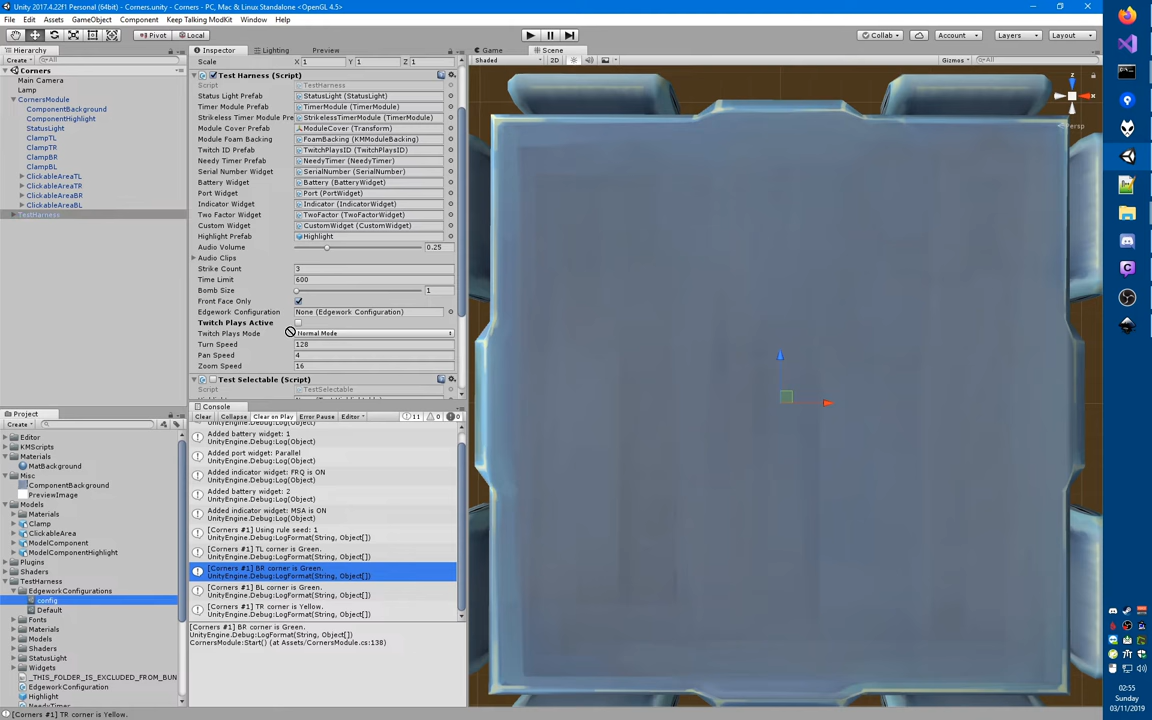 Unity 2017.4.22f1 Personal (64bit) - Corners.unity - Corners - PC, Mac & Linux Standalone <OpenGL 4.5>
File Edit Assets GameObject Component Keep Talking ModKit Window Help
Pivot Local Collab Account Layers Layout
Hierarchy
Create All
Corners
Main Camera
Lamp
CornersModule
ComponentBackground
ComponentHighlight
StatusLight
ClampTL
ClampTR
ClampBR
ClampBL
ClickableAreaTL
ClickableAreaTR
ClickableAreaBR
ClickableAreaBL
TestHarness
Inspector Lighting Preview
Scale X 1 Y 1 Z 1
Test Harness (Script)
Script TestHarness
Status Light Prefab StatusLight (StatusLight)
Timer Module Prefab TimerModule (TimerModule)
Strikeless Timer Module Pre StrikelessTimerModule (TimerModule)
Module Cover Prefab ModuleCover (Transform)
Module Foam Backing FoamBacking (KMModuleBacking)
Twitch ID Prefab TwitchPlaysID (TwitchPlaysID)
Needy Timer Prefab NeedyTimer (NeedyTimer)
Serial Number Widget SerialNumber (SerialNumber)
Battery Widget Battery (BatteryWidget)
Port Widget Port (PortWidget)
Indicator Widget Indicator (IndicatorWidget)
Two Factor Widget TwoFactor (TwoFactorWidget)
Custom Widget CustomWidget (CustomWidget)
Highlight Prefab Highlight
Audio Volume 0.25
Audio Clips
Strike Count 3
Time Limit 600
Bomb Size 1
Front Face Only
Edgework Configuration None (Edgework Configuration)
Twitch Plays Active
Twitch Plays Mode Normal Mode
Turn Speed 128
Pan Speed 4
Zoom Speed 16
Test Selectable (Script)
Script TestSelectable
Game Scene
Shaded 2D Gizmos All
z
x
Persp
Project
Create
Editor
KMScripts
Materials
MatBackground
Misc
ComponentBackground
PreviewImage
Models
Materials
Clamp
ClickableArea
ModelComponent
ModelComponentHighlight
Plugins
Shaders
TestHarness
EdgeworkConfigurations
config
Default
Fonts
Materials
Models
Shaders
StatusLight
Widgets
_THIS_FOLDER_IS_EXCLUDED_FROM_BUN
EdgeworkConfiguration
Highlight
NeedyTimer
Console
Clear Collapse Clear on Play Error Pause Editor 11 0 0
UnityEngine.Debug:Log(Object)
Added battery widget: 1
UnityEngine.Debug:Log(Object)
Added port widget: Parallel
UnityEngine.Debug:Log(Object)
Added indicator widget: FRQ is ON
UnityEngine.Debug:Log(Object)
Added battery widget: 2
UnityEngine.Debug:Log(Object)
Added indicator widget: MSA is ON
UnityEngine.Debug:Log(Object)
[Corners #1] Using rule seed: 1
UnityEngine.Debug:LogFormat(String, Object[])
[Corners #1] TL corner is Green.
UnityEngine.Debug:LogFormat(String, Object[])
[Corners #1] BR corner is Green.
UnityEngine.Debug:LogFormat(String, Object[])
[Corners #1] BL corner is Green.
UnityEngine.Debug:LogFormat(String, Object[])
[Corners #1] TR corner is Yellow.
UnityEngine.Debug:LogFormat(String, Object[])
[Corners #1] BR corner is Green.
UnityEngine.Debug:LogFormat(String, Object[])
CornersModule:Start() (at Assets/CornersModule.cs:138)
[Corners #1] TR corner is Yellow.
02:55
Sunday
03/11/2019